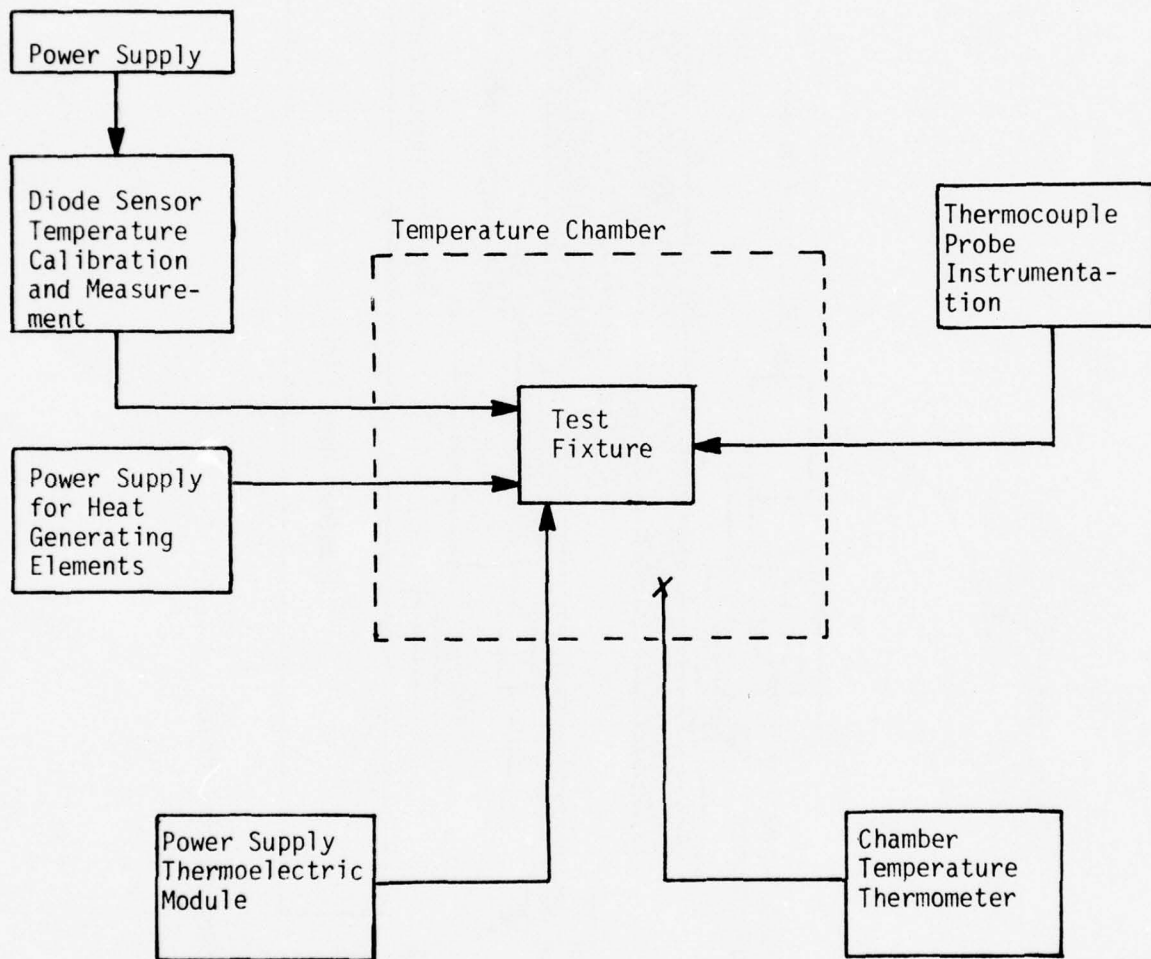 Power Supply
Diode Sensor
Temperature
Calibration
and Measure-
ment
Temperature Chamber
Thermocouple
Probe
Instrumenta-
tion
Test
Fixture
Power Supply
for Heat
Generating
Elements
Power Supply
Thermoelectric
Module
Chamber
Temperature
Thermometer